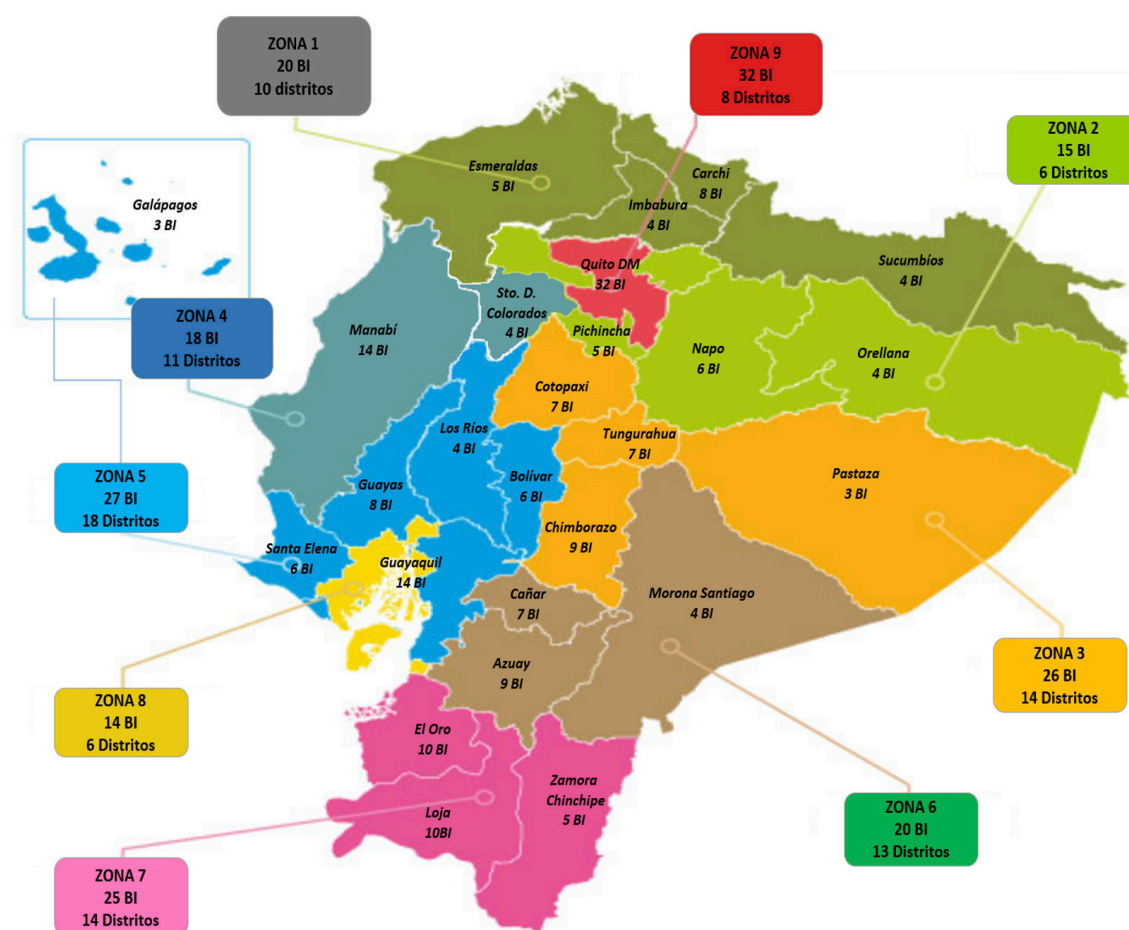 ZONA 1
20 BI
10 distritos
ZONA 9
32 BI
8 Distritos
ZONA 2
15 BI
6 Distritos
Esmeraldas
5 BI
Carchi
8 BI
Imbabura
4 BI
Galápagos
3 BI
Quito DM
32 BI
Sucumbíos
4 BI
Sto. D.
Colorados
4 BI
ZONA 4
18 BI
11 Distritos
Manabí
14 BI
Pichincha
5 BI
Napo
6 BI
Orellana
4 BI
Cotopaxi
7 BI
Los Ríos
4 BI
Tungurahua
7 BI
Pastaza
3 BI
ZONA 5
27 BI
18 Distritos
Guayas
8 BI
Bolívar
6 BI
Chimborazo
9 BI
Santa Elena
6 BI
Guayaquil
14 BI
Cañar
7 BI
Morona Santiago
4 BI
ZONA 3
26 BI
14 Distritos
Azuay
9 BI
ZONA 8
14 BI
6 Distritos
El Oro
10 BI
Zamora
Chinchipe
5 BI
Loja
10BI
ZONA 6
20 BI
13 Distritos
ZONA 7
25 BI
14 Distritos